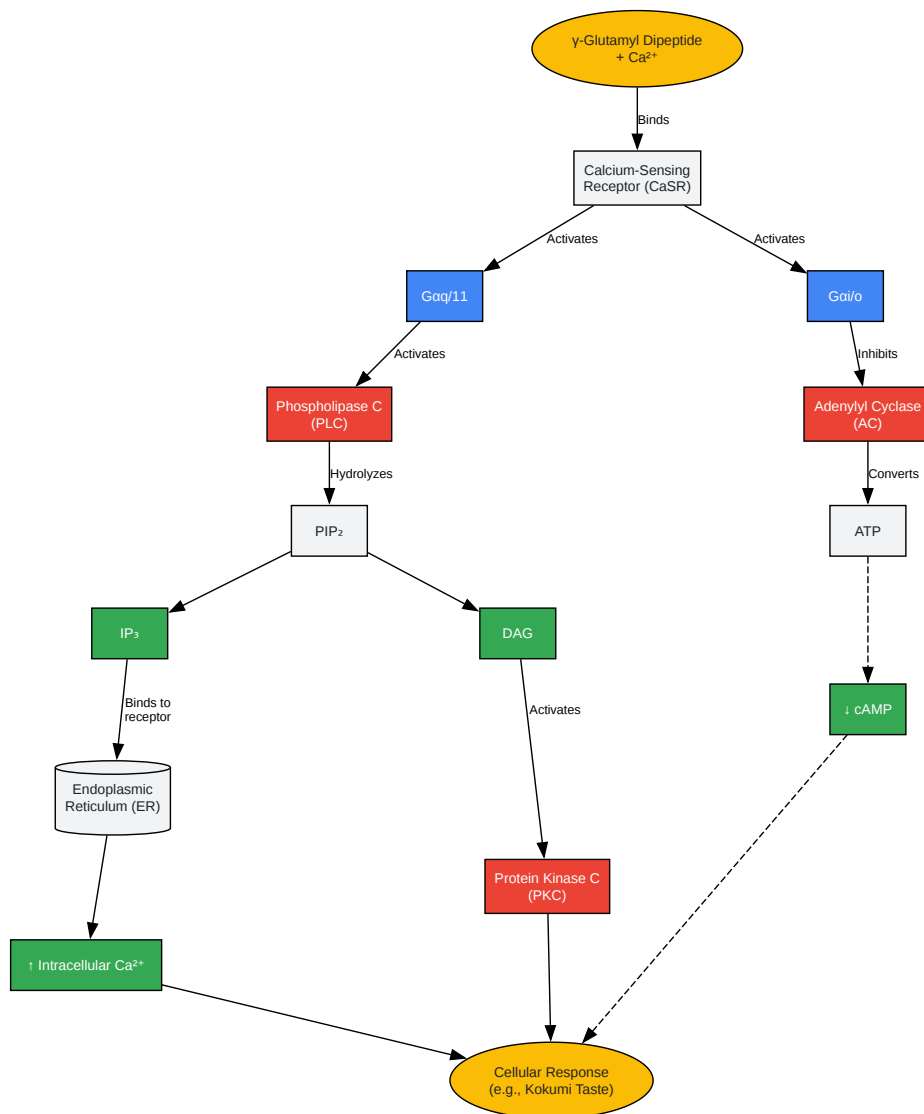 γ-Glutamyl Dipeptide
+ Ca²⁺
Binds
Calcium-Sensing
Receptor (CaSR)
Activates
Activates
Gαq/11
Gαi/o
Activates
Inhibits
Phospholipase C
(PLC)
Adenylyl Cyclase
(AC)
Hydrolyzes
Converts
PIP₂
ATP
IP₃
DAG
Binds to
receptor
Activates
↓ cAMP
Endoplasmic
Reticulum (ER)
Protein Kinase C
(PKC)
↑ Intracellular Ca²⁺
Cellular Response
(e.g., Kokumi Taste)